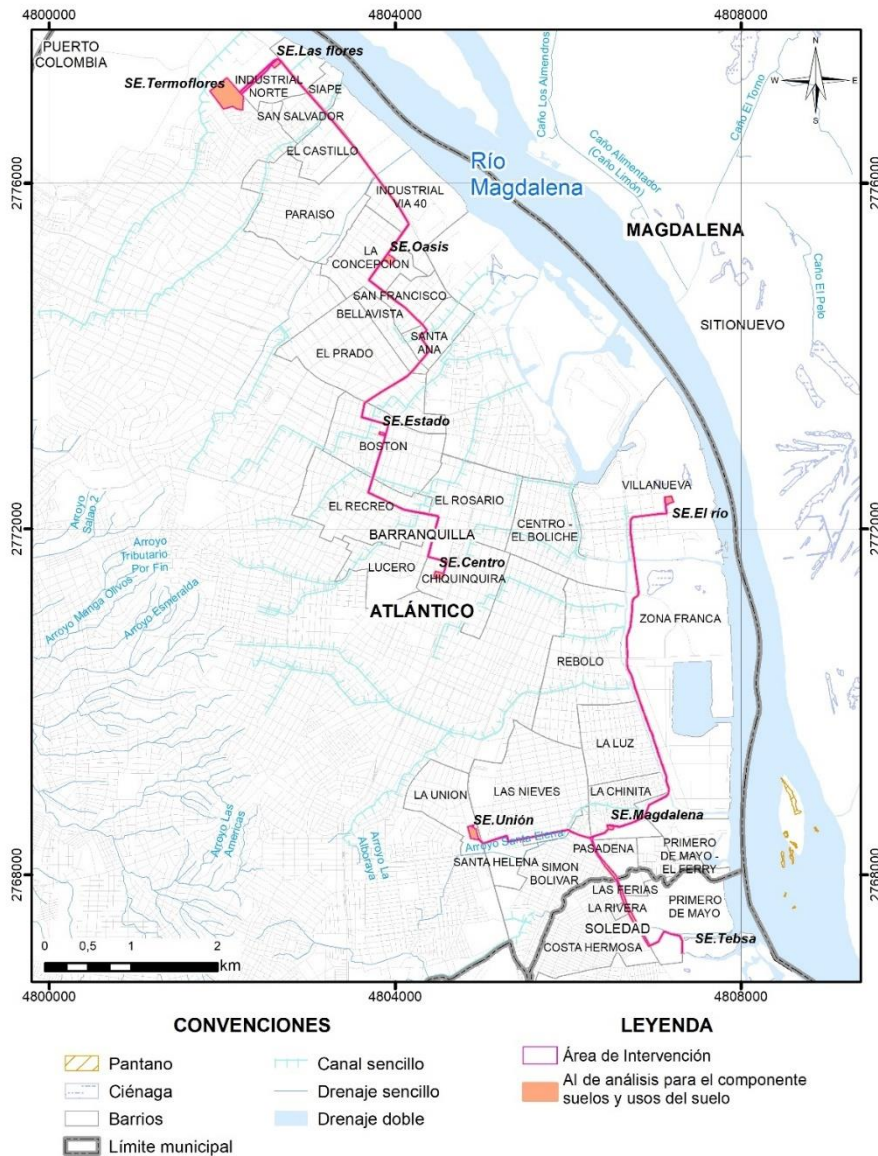 4800000
4804000
4808000
PUERTO
COLOMBIA
SE.Las flores
SE.Termoflores
INDUSTRIAL
NORTE
SIAPE
SAN SALVADOR
EL CASTILLO
Caño Los Almendros
Caño El Torno
Caño Alimentador
(Caño Limón)
N
W
E
S
2776000
2776000
Río
Magdalena
INDUSTRIAL
VIA 40
PARAISO
MAGDALENA
SE.Oasis
LA
CONCEPCION
Caño El Pelo
SAN FRANCISCO
BELLAVISTA
SITIONUEVO
SANTA
ANA
EL PRADO
SE.Estado
BOSTON
VILLANUEVA
SE.El río
EL RECREO
EL ROSARIO
Arroyo
Salao 2
2772000
2772000
CENTRO -
EL BOLICHE
BARRANQUILLA
Arroyo
Tributario
Por Fin
LUCERO
SE.Centro
CHIQUINQUIRA
Arroyo Manga Olivos
Arroyo Esmeralda
ATLÁNTICO
ZONA FRANCA
REBOLO
LA LUZ
LA UNION
LAS NIEVES
LA CHINITA
SE.Unión
SE.Magdalena
Arroyo Las
Americas
Arroyo La
Alboraya
Arroyo Santa Elena
PASADENA
SANTA HELENA
SIMON
BOLIVAR
PRIMERO
DE MAYO -
EL FERRY
2768000
2768000
LAS FERIAS
LA RIVERA
PRIMERO
DE MAYO
SOLEDAD
SE.Tebsa
COSTA HERMOSA
0 0,5 1 2
km
4800000
4804000
4808000
CONVENCIONES
Pantano
Ciénaga
Barrios
Límite municipal
Canal sencillo
Drenaje sencillo
Drenaje doble
LEYENDA
Área de Intervención
AI de análisis para el componente
suelos y usos del suelo